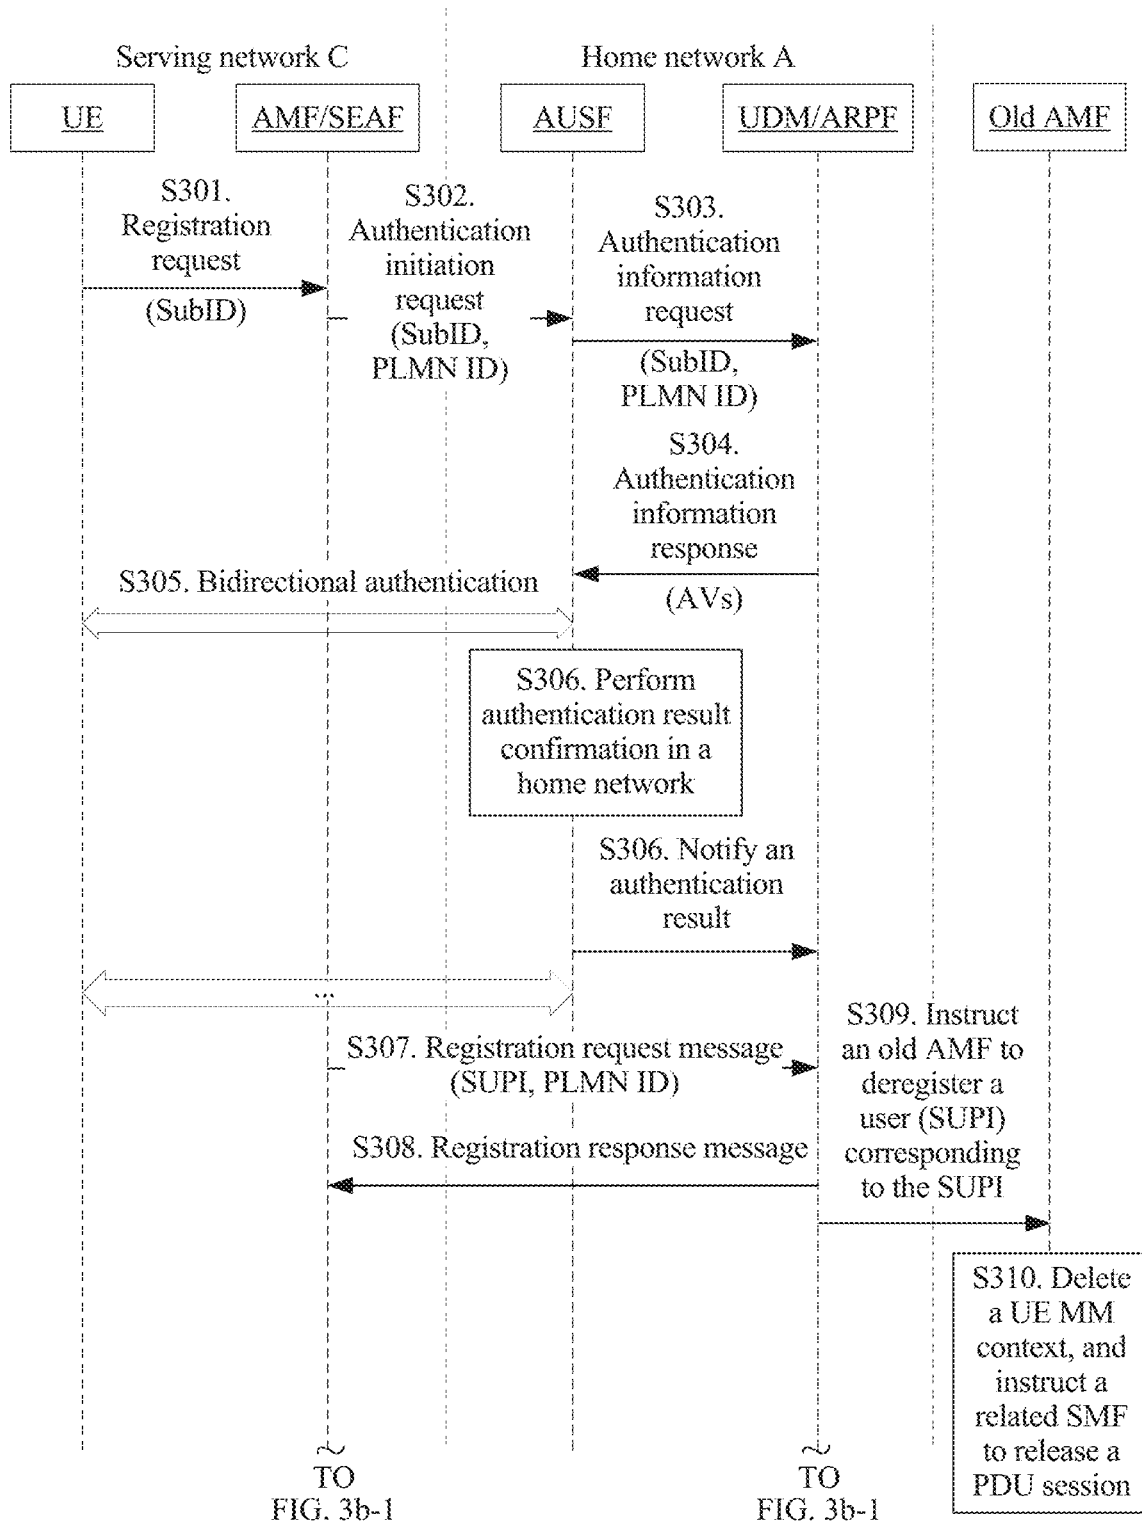 Serving network C
Home network A
UE
AMF/SEAF
AUSF
UDM/ARPF
Old AMF
S301.
Registration
request
(SubID)
S302.
Authentication
initiation
request
(SubID,
PLMN ID)
S303.
Authentication
information
request
(SubID,
PLMN ID)
S304.
Authentication
information
response
(AVs)
S305. Bidirectional authentication
S306. Perform
authentication result
confirmation in a
home network
S306. Notify an
authentication
result
...
S307. Registration request message
(SUPI, PLMN ID)
S308. Registration response message
S309. Instruct
an old AMF to
deregister a
user (SUPI)
corresponding
to the SUPI
S310. Delete
a UE MM
context, and
instruct a
related SMF
to release a
PDU session
TO
FIG. 3b-1
TO
FIG. 3b-1